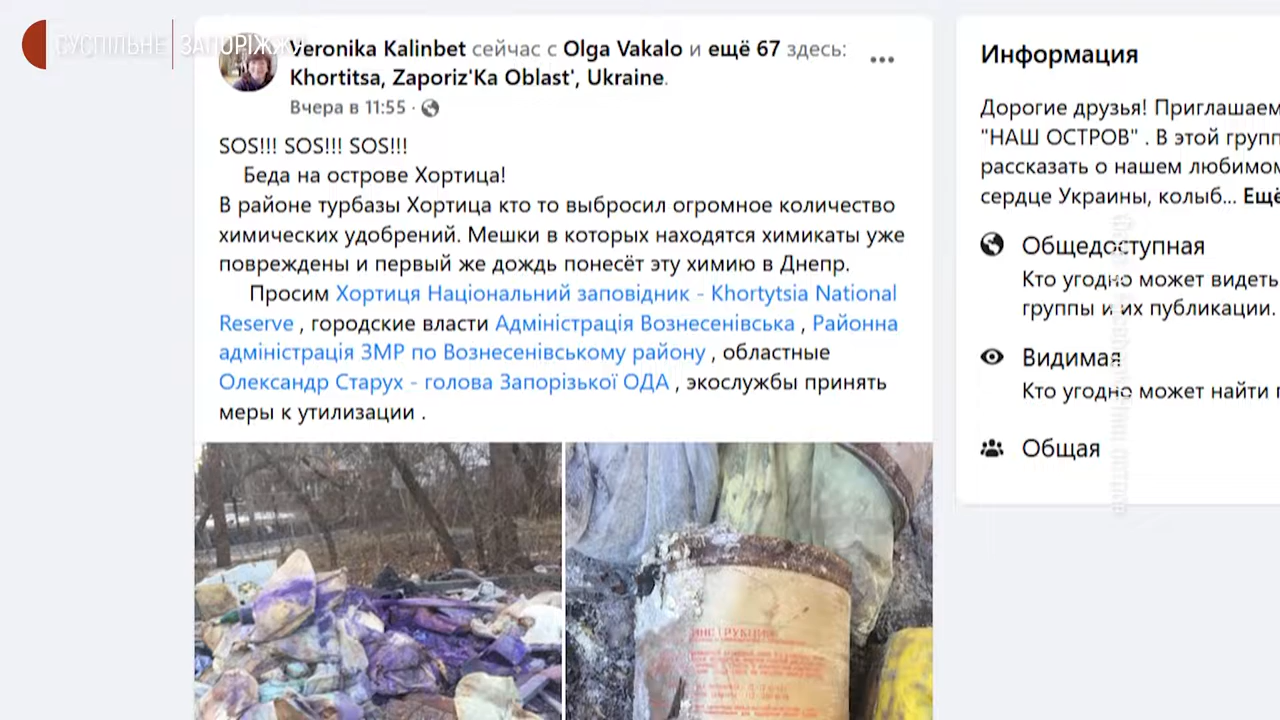 СУСПІЛЬНЕ ЗАПОРІЖЖЯ
Veronika Kalinbet сейчас с Olga Vakalo и ещё 67 здесь:
Khortitsa, Zaporiz'Ka Oblast', Ukraine.
Вчера в 11:55 ·
SOS!!! SOS!!! SOS!!!
Беда на острове Хортица!
В районе турбазы Хортица кто то выбросил огромное количество
химических удобрений. Мешки в которых находятся химикаты уже
повреждены и первый же дождь понесёт эту химию в Днепр.
Просим Хортиця Національний заповідник - Khortytsia National
Reserve , городские власти Адміністрація Вознесенівська , Районна
адміністрація ЗМР по Вознесенівському району , областные
Олександр Старух - голова Запорізької ОДА , экослужбы принять
меры к утилизации .
ИНСТРУКЦИЯ
Информация
Дорогие друзья! Приглашаем
"НАШ ОСТРОВ" . В этой групп
рассказать о нашем любимом
сердце Украины, колыб... Ещё
Общедоступная
Кто угодно может видеть
группы и их публикации.
Видимая
Кто угодно может найти
Общая